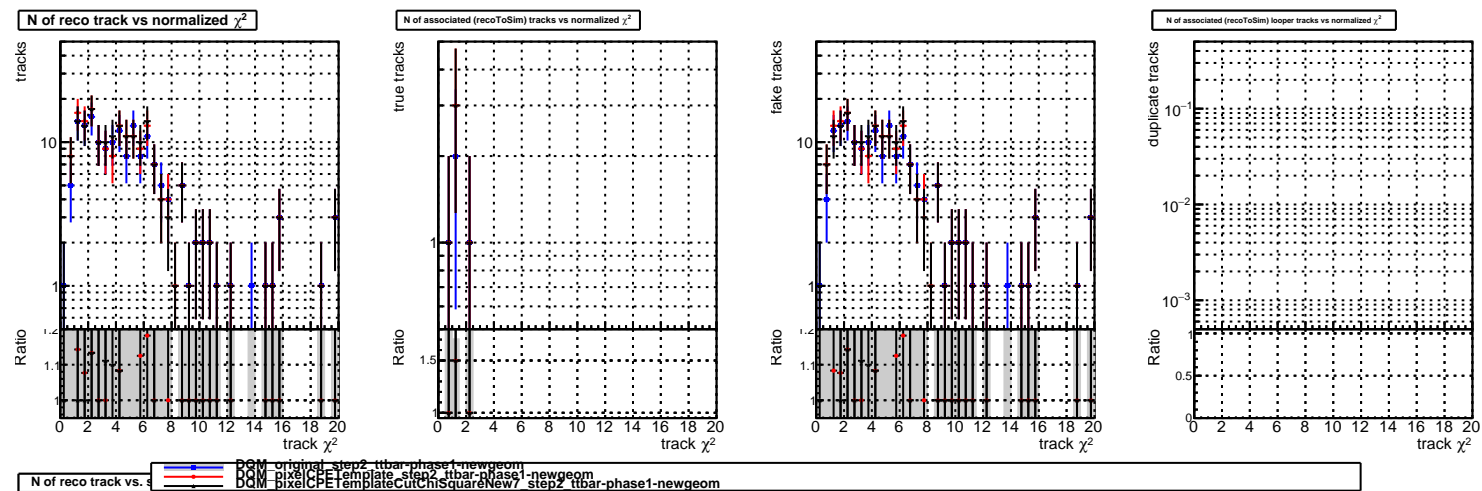 N of reco track vs normalized χ²
N of associated (recoToSim) tracks vs normalized χ²
N of associated (recoToSim) looper tracks vs normalized χ²
tracks
10
1
Ratio
1.2
1.1
1
0 2 4 6 8 10 12 14 16 18 20
track χ²
true tracks
1
Ratio
1.5
1
0 2 4 6 8 10 12 14 16 18 20
track χ²
fake tracks
10
1
Ratio
1.2
1.1
1
0 2 4 6 8 10 12 14 16 18 20
track χ²
duplicate tracks
10⁻¹
10⁻²
10⁻³
Ratio
1
0.5
0
0 2 4 6 8 10 12 14 16 18 20
track χ²
N of reco track vs. s
DQM_original_step2_ttbar-phase1-newgeom
DQM_pixelCPETemplate_step2_ttbar-phase1-newgeom
DQM_pixelCPETemplateCutChiSquareNew7_step2_ttbar-phase1-newgeom